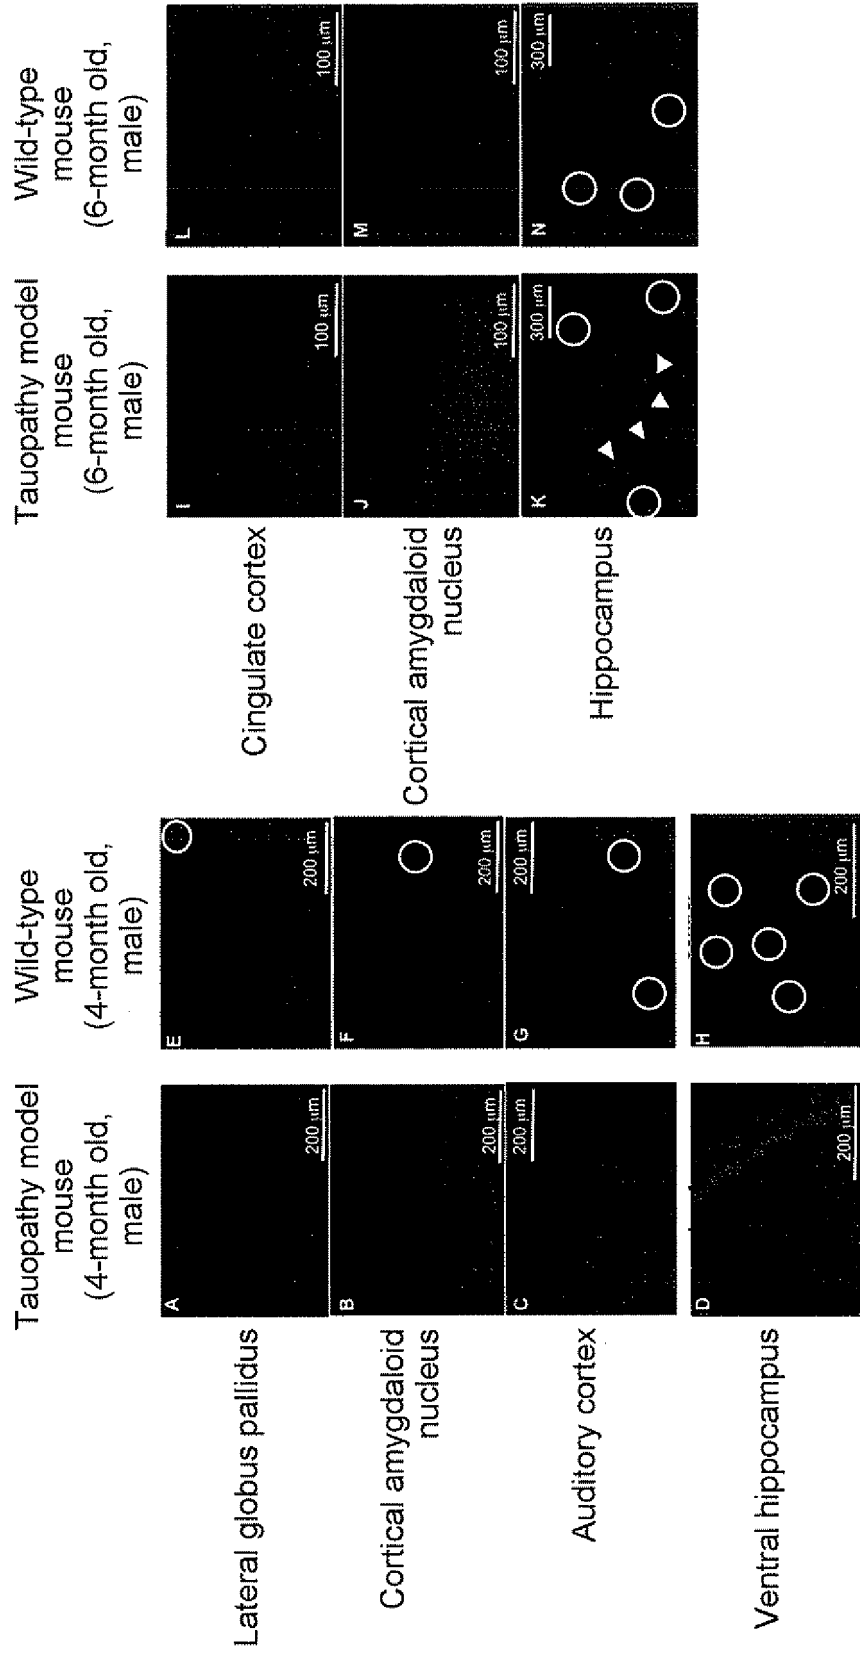 Tauopathy model
mouse
(4-month old,
male)
Wild-type
mouse
(4-month old,
male)
Lateral globus pallidus
A
200 μm
E
200 μm
Cortical amygdaloid
nucleus
B
200 μm
F
200 μm
Auditory cortex
C
200 μm
G
200 μm
Ventral hippocampus
D
200 μm
H
200 μm
Tauopathy model
mouse
(6-month old,
male)
Wild-type
mouse
(6-month old,
male)
Cingulate cortex
I
100 μm
L
100 μm
Cortical amygdaloid
nucleus
J
100 μm
M
100 μm
Hippocampus
K
300 μm
N
300 μm